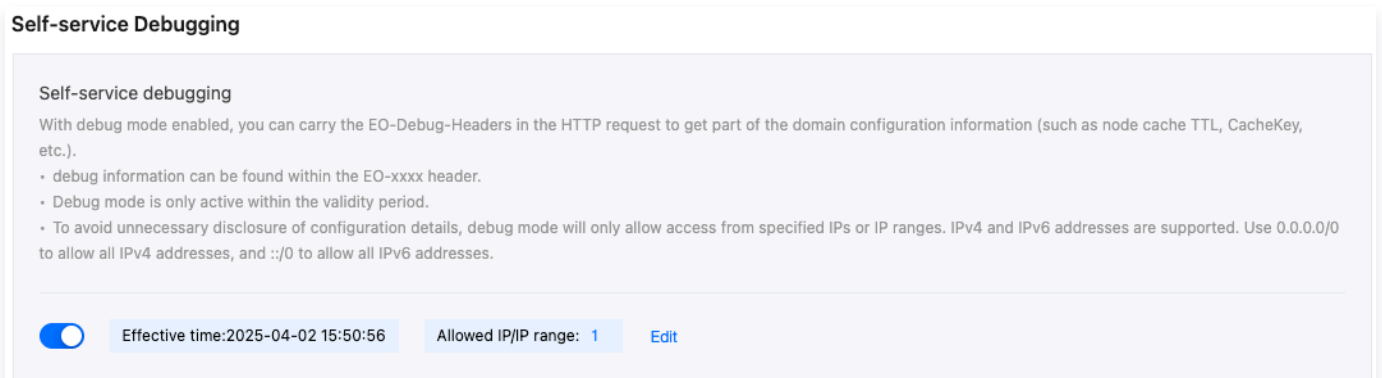 Self-service Debugging
Self-service debugging
With debug mode enabled, you can carry the EO-Debug-Headers in the HTTP request to get part of the domain configuration information (such as node cache TTL, CacheKey,
etc.).
• debug information can be found within the EO-xxxx header.
• Debug mode is only active within the validity period.
• To avoid unnecessary disclosure of configuration details, debug mode will only allow access from specified IPs or IP ranges. IPv4 and IPv6 addresses are supported. Use 0.0.0.0/0
to allow all IPv4 addresses, and ::/0 to allow all IPv6 addresses.
Effective time:2025-04-02 15:50:56 Allowed IP/IP range: 1 Edit